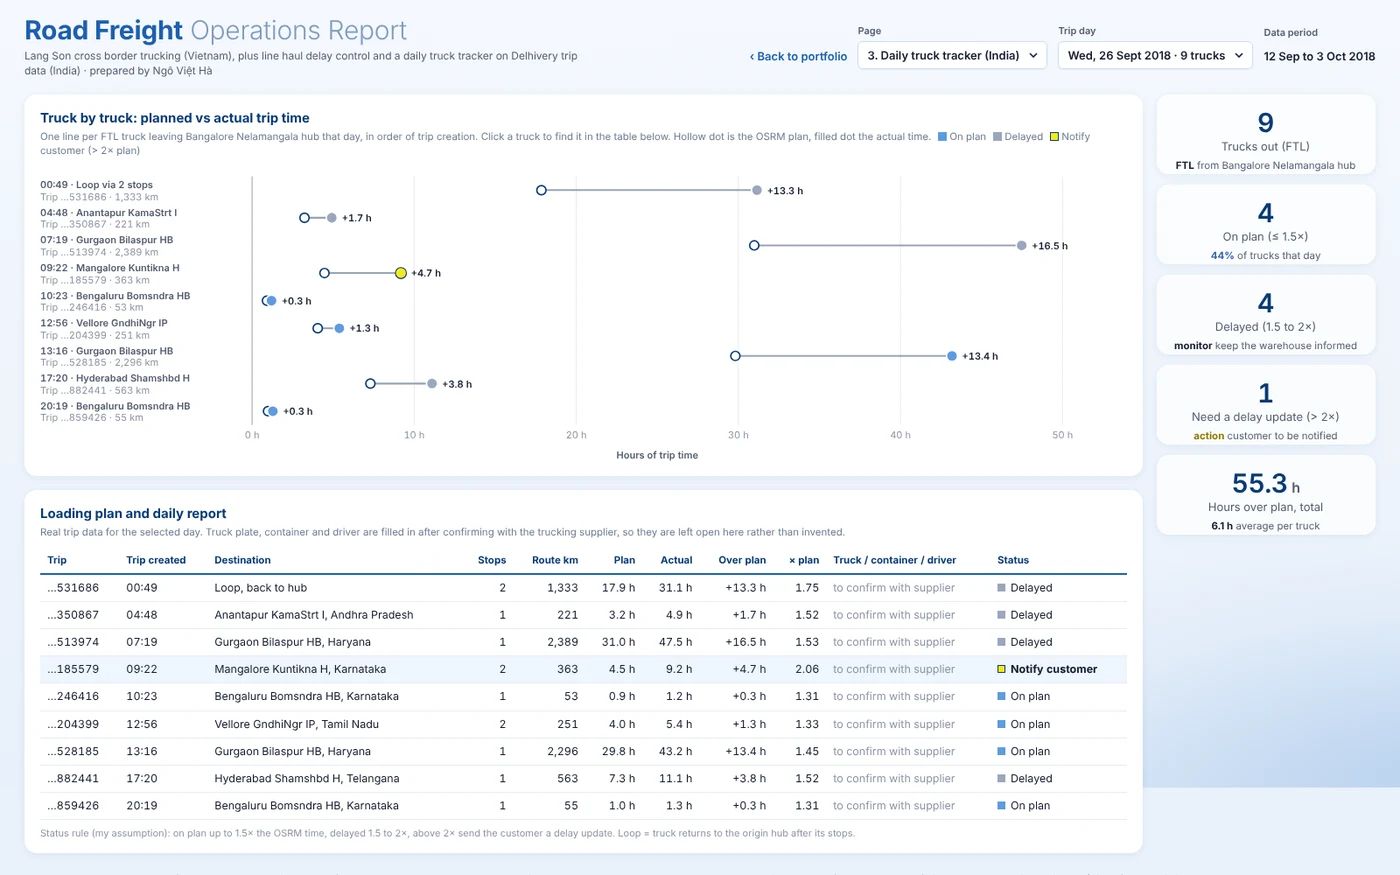 Road Freight Operations Report
Lang Son cross border trucking (Vietnam), plus line haul delay control and a daily truck tracker on Delhivery trip
data (India) · prepared by Ngô Việt Hà
‹ Back to portfolio
Page
3. Daily truck tracker (India)
Trip day
Wed, 26 Sept 2018 · 9 trucks
Data period
12 Sep to 3 Oct 2018
Truck by truck: planned vs actual trip time
One line per FTL truck leaving Bangalore Nelamangala hub that day, in order of trip creation. Click a truck to find it in the table below. Hollow dot is the OSRM plan, filled dot the actual time. On plan Delayed Notify
customer (> 2× plan)
00:49 · Loop via 2 stops
Trip ...531686 · 1,333 km
+13.3 h
04:48 · Anantapur KamaStrt I
Trip ...350867 · 221 km
+1.7 h
07:19 · Gurgaon Bilaspur HB
Trip ...513974 · 2,389 km
+16.5 h
09:22 · Mangalore Kuntikna H
Trip ...185579 · 363 km
+4.7 h
10:23 · Bengaluru Bomsndra HB
Trip ...246416 · 53 km
+0.3 h
12:56 · Vellore GndhiNgr IP
Trip ...204399 · 251 km
+1.3 h
13:16 · Gurgaon Bilaspur HB
Trip ...528185 · 2,296 km
+13.4 h
17:20 · Hyderabad Shamshbd H
Trip ...882441 · 563 km
+3.8 h
20:19 · Bengaluru Bomsndra HB
Trip ...859426 · 55 km
+0.3 h
0 h 10 h 20 h 30 h 40 h 50 h
Hours of trip time
9
Trucks out (FTL)
FTL from Bangalore Nelamangala hub
4
On plan (≤ 1.5×)
44% of trucks that day
4
Delayed (1.5 to 2×)
monitor keep the warehouse informed
1
Need a delay update (> 2×)
action customer to be notified
55.3 h
Hours over plan, total
6.1 h average per truck
Loading plan and daily report
Real trip data for the selected day. Truck plate, container and driver are filled in after confirming with the trucking supplier, so they are left open here rather than invented.
Trip Trip created Destination Stops Route km Plan Actual Over plan × plan Truck / container / driver Status
...531686 00:49 Loop, back to hub 2 1,333 17.9 h 31.1 h +13.3 h 1.75 to confirm with supplier Delayed
...350867 04:48 Anantapur KamaStrt I, Andhra Pradesh 1 221 3.2 h 4.9 h +1.7 h 1.52 to confirm with supplier Delayed
...513974 07:19 Gurgaon Bilaspur HB, Haryana 1 2,389 31.0 h 47.5 h +16.5 h 1.53 to confirm with supplier Delayed
...185579 09:22 Mangalore Kuntikna H, Karnataka 2 363 4.5 h 9.2 h +4.7 h 2.06 to confirm with supplier Notify customer
...246416 10:23 Bengaluru Bomsndra HB, Karnataka 1 53 0.9 h 1.2 h +0.3 h 1.31 to confirm with supplier On plan
...204399 12:56 Vellore GndhiNgr IP, Tamil Nadu 2 251 4.0 h 5.4 h +1.3 h 1.33 to confirm with supplier On plan
...528185 13:16 Gurgaon Bilaspur HB, Haryana 1 2,296 29.8 h 43.2 h +13.4 h 1.45 to confirm with supplier On plan
...882441 17:20 Hyderabad Shamshbd H, Telangana 1 563 7.3 h 11.1 h +3.8 h 1.52 to confirm with supplier Delayed
...859426 20:19 Bengaluru Bomsndra HB, Karnataka 1 55 1.0 h 1.3 h +0.3 h 1.31 to confirm with supplier On plan
Status rule (my assumption): on plan up to 1.5× the OSRM time, delayed 1.5 to 2×, above 2× send the customer a delay update. Loop = truck returns to the origin hub after its stops.